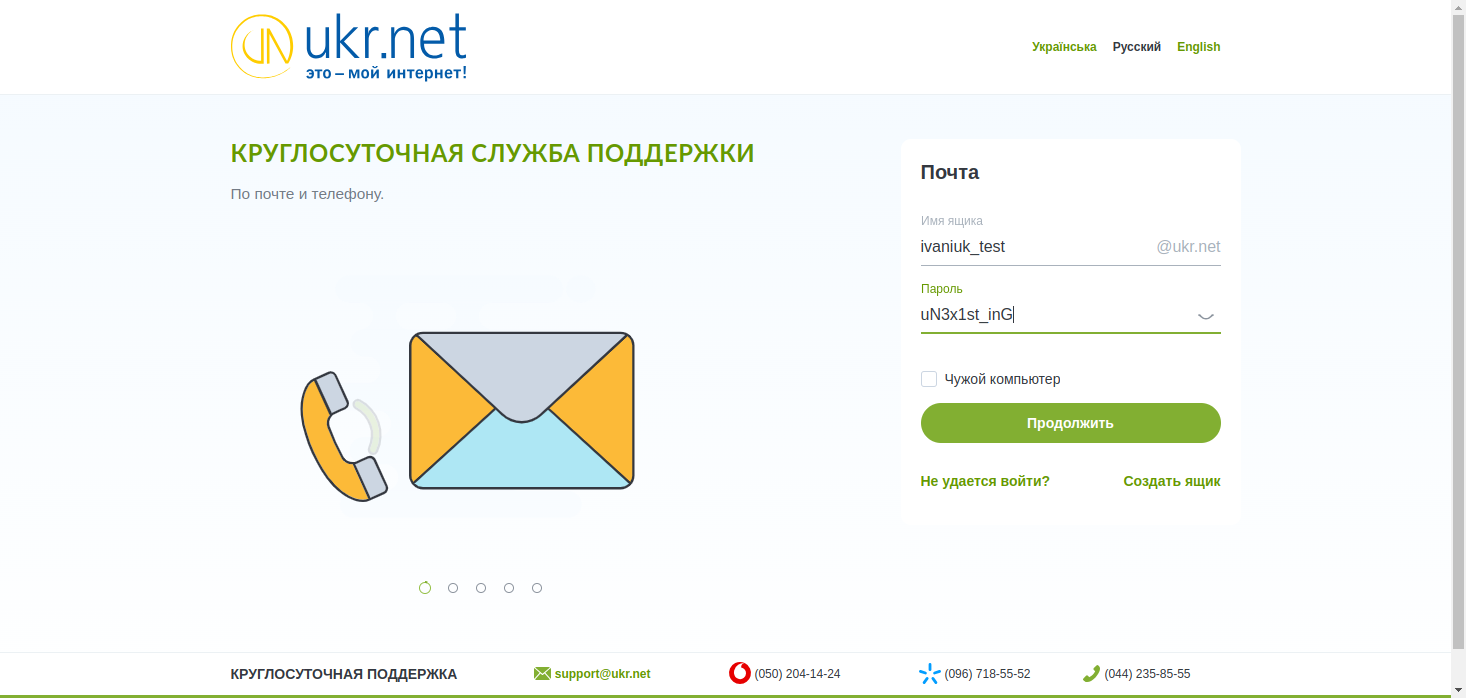 ukr.net
это – мой интернет!
Українська Русский English
КРУГЛОСУТОЧНАЯ СЛУЖБА ПОДДЕРЖКИ
По почте и телефону.
Почта
Имя ящика
ivaniuk_test @ukr.net
Пароль
uN3x1st_inG
Чужой компьютер
Продолжить
Не удается войти? Создать ящик
КРУГЛОСУТОЧНАЯ ПОДДЕРЖКА support@ukr.net (050) 204-14-24 (096) 718-55-52 (044) 235-85-55